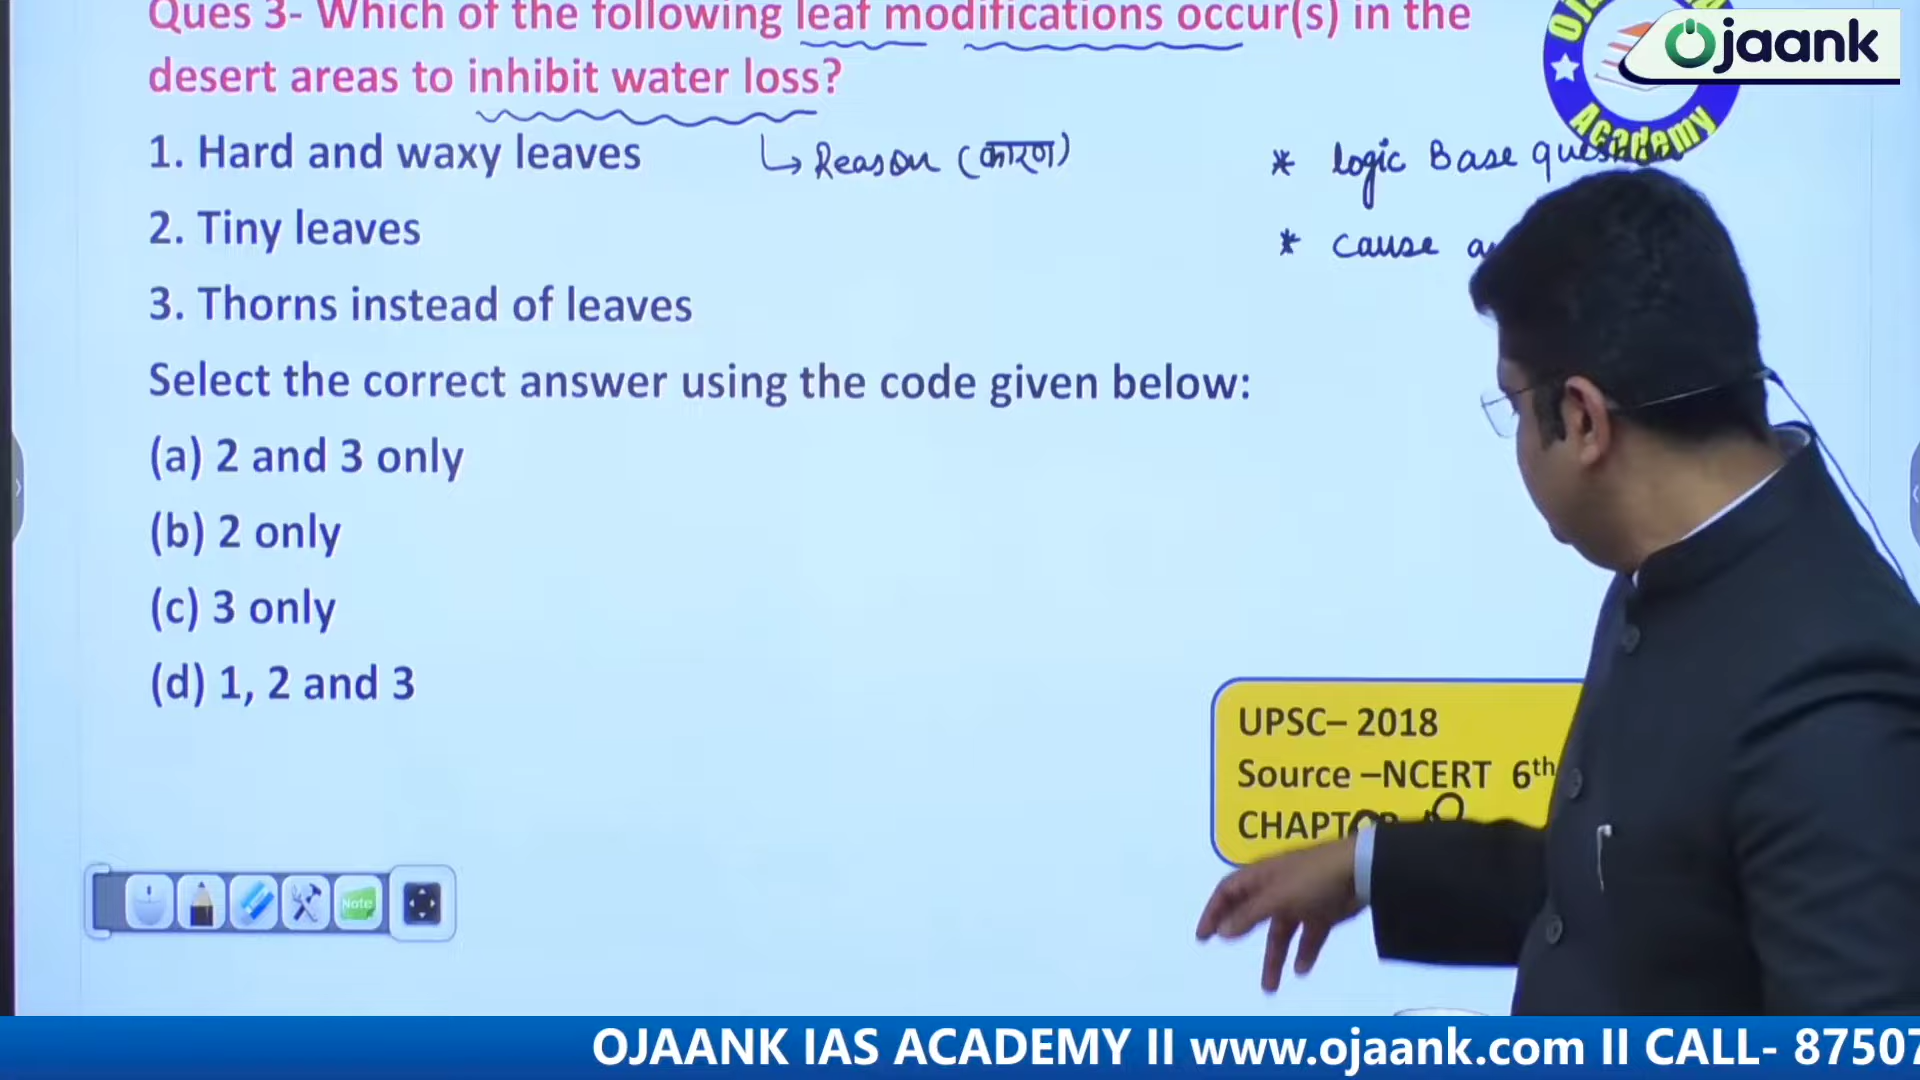 Ques 3- Which of the following leaf modifications occur(s) in the
desert areas to inhibit water loss?
1. Hard and waxy leaves
Reason (कारण)
2. Tiny leaves
3. Thorns instead of leaves
Select the correct answer using the code given below:
(a) 2 and 3 only
(b) 2 only
(c) 3 only
(d) 1, 2 and 3
* logic Base question
* cause
Ojaank
Academy
UPSC– 2018
Source –NCERT 6th
Note
OJAANK IAS ACADEMY II www.ojaank.com II CALL- 87507